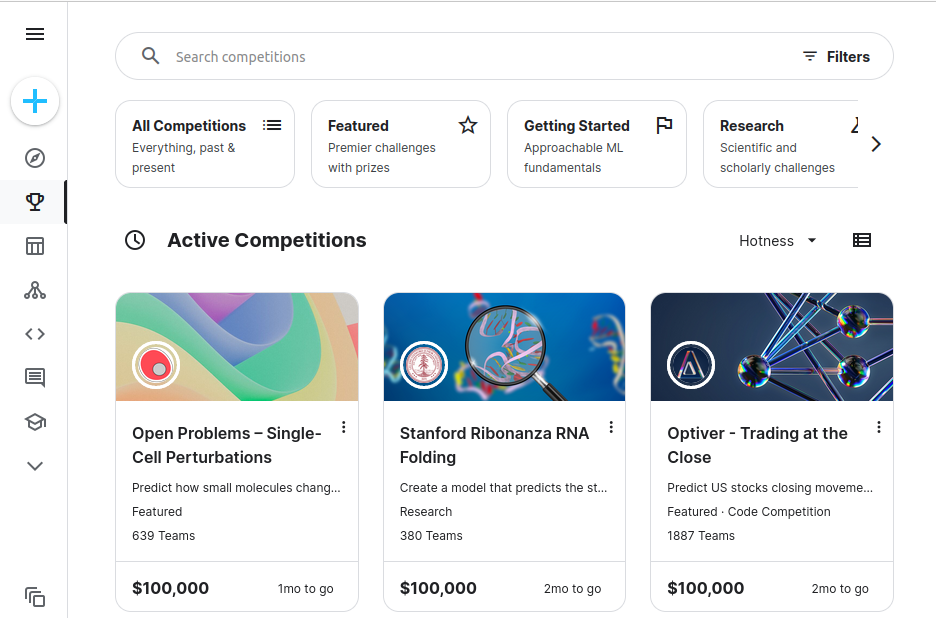 Search competitions
Filters
All Competitions
Everything, past &
present
Featured
Premier challenges
with prizes
Getting Started
Approachable ML
fundamentals
Research
Scientific and
scholarly challenges
Active Competitions
Hotness
Open Problems – Single-
Cell Perturbations
Predict how small molecules chang...
Featured
639 Teams
$100,000
1mo to go
Stanford Ribonanza RNA
Folding
Create a model that predicts the st...
Research
380 Teams
$100,000
2mo to go
Optiver - Trading at the
Close
Predict US stocks closing moveme...
Featured · Code Competition
1887 Teams
$100,000
2mo to go